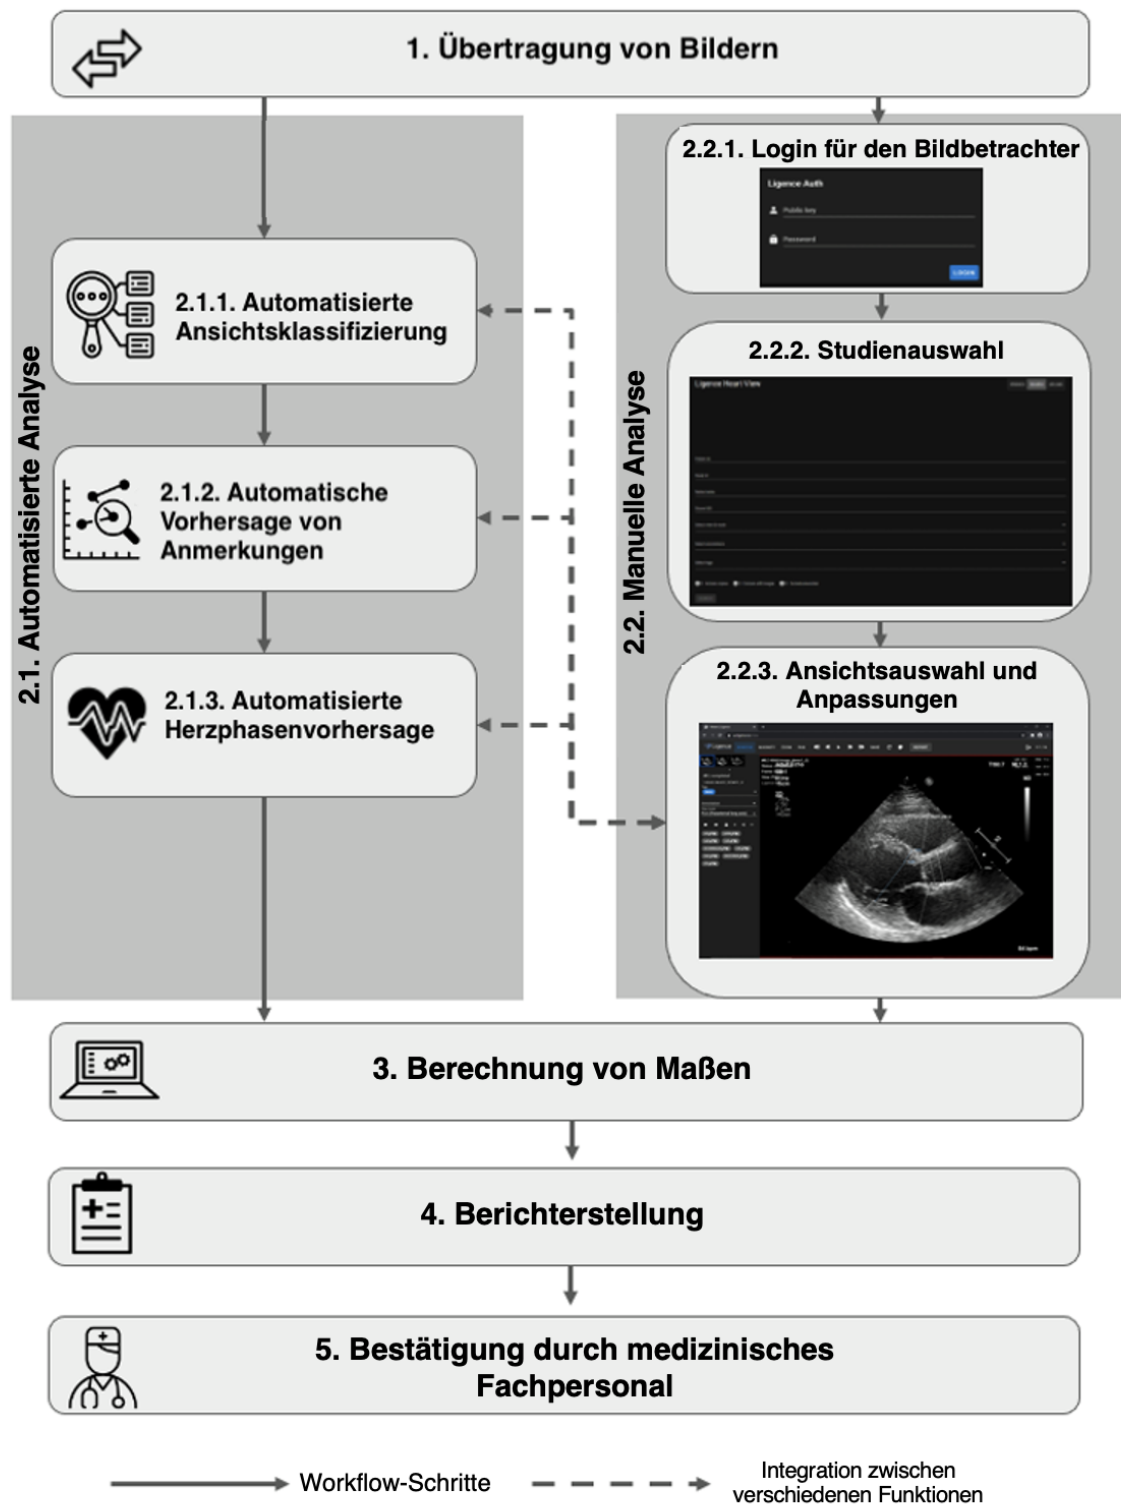 1. Übertragung von Bildern
2.1. Automatisierte Analyse
2.1.1. Automatisierte
Ansichtsklassifizierung
2.1.2. Automatische
Vorhersage von
Anmerkungen
2.1.3. Automatisierte
Herzphasenvorhersage
2.2. Manuelle Analyse
2.2.1. Login für den Bildbetrachter
Ligence Auth
Public key
Password
LOGIN
2.2.2. Studienauswahl
Ligence Heart View
2.2.3. Ansichtsauswahl und
Anpassungen
3. Berechnung von Maßen
4. Berichterstellung
5. Bestätigung durch medizinisches
Fachpersonal
Workflow-Schritte
Integration zwischen
verschiedenen Funktionen